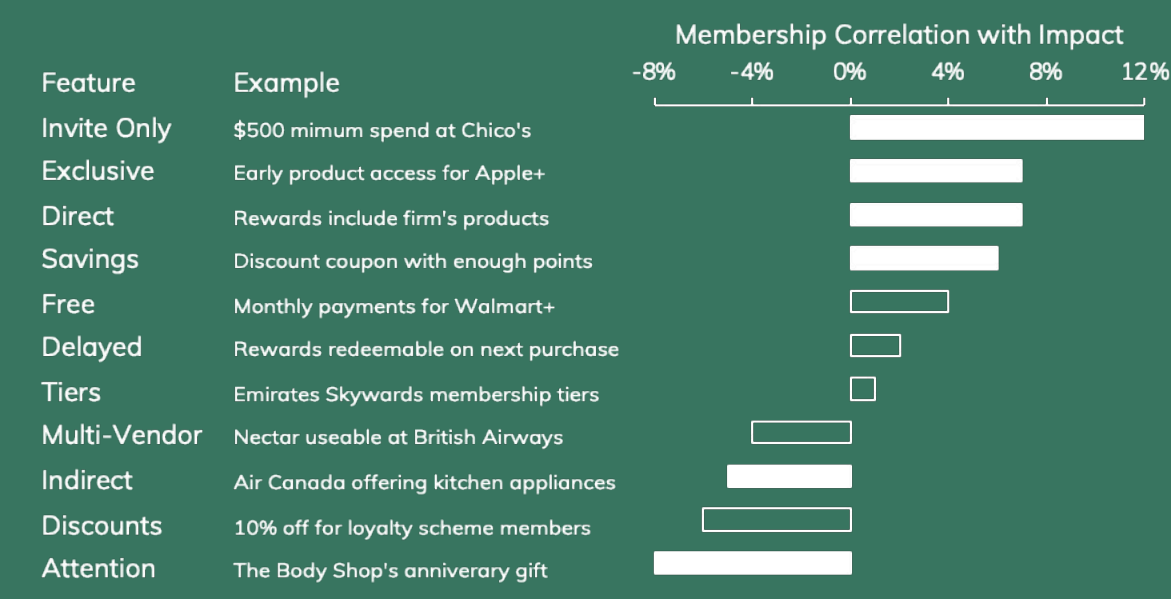 Membership Correlation with Impact
-8% -4% 0% 4% 8% 12%
Feature Example
Invite Only $500 mimum spend at Chico's
Exclusive Early product access for Apple+
Direct Rewards include firm's products
Savings Discount coupon with enough points
Free Monthly payments for Walmart+
Delayed Rewards redeemable on next purchase
Tiers Emirates Skywards membership tiers
Multi-Vendor Nectar useable at British Airways
Indirect Air Canada offering kitchen appliances
Discounts 10% off for loyalty scheme members
Attention The Body Shop's anniverary gift